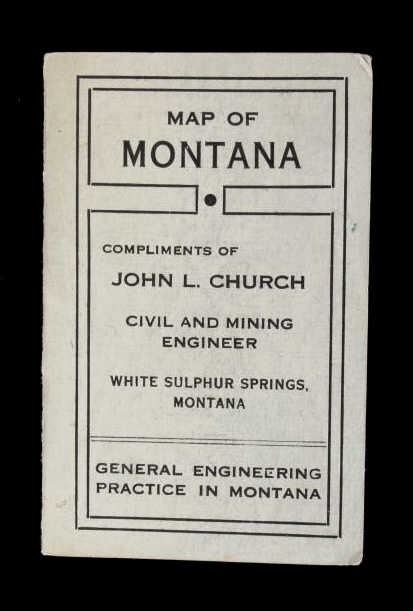 MAP OF
MONTANA
COMPLIMENTS OF
JOHN L. CHURCH
CIVIL AND MINING
ENGINEER
WHITE SULPHUR SPRINGS,
MONTANA
GENERAL ENGINEERING
PRACTICE IN MONTANA